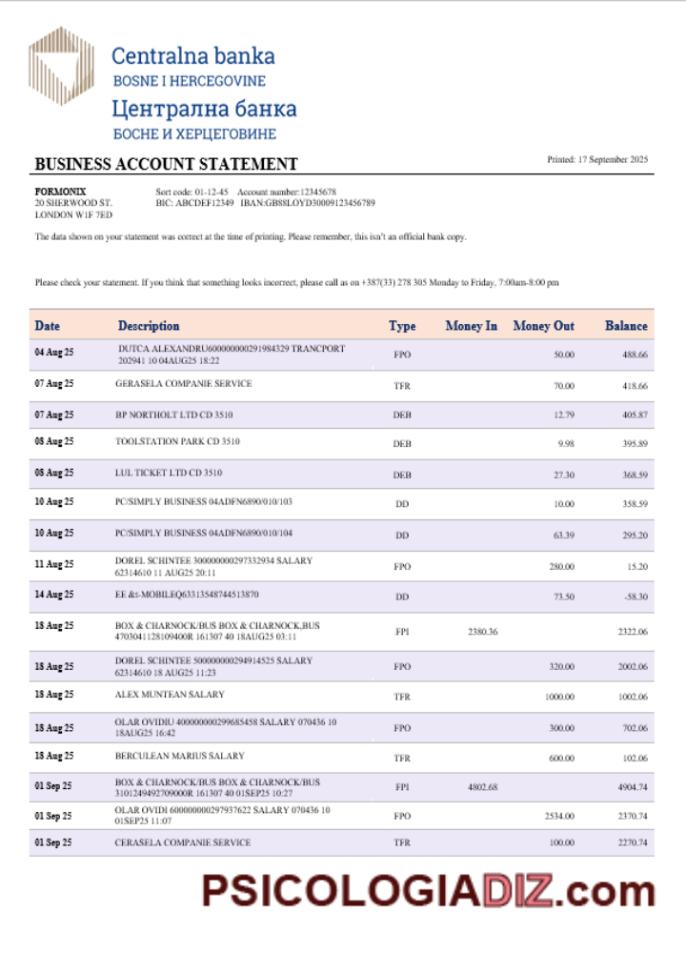 Centralna banka
BOSNE I HERCEGOVINE
Централна банка
БОСНЕ И ХЕРЦЕГОВИНЕ
BUSINESS ACCOUNT STATEMENT
Printed: 17 September 2025
FORMONIX
20 SHERWOOD ST.
LONDON W1F 7ED
Sort code: 01-12-45 Account number:12345678
BIC: ABCDEF12349 IBAN:GB88LOYD30009123456789
The data shown on your statement was correct at the time of printing. Please remember, this isn't an official bank copy.
Please check your statement. If you think that something looks incorrect, please call as on +387(33) 278 305 Monday to Friday, 7:00am-8:00 pm
Date Description Type Money In Money Out Balance
04 Aug 25 DUTCA ALEXANDRU600000000291984329 TRANCPORT
202941 10 04AUG25 18:22 FPO 50.00 488.66
07 Aug 25 GERASELA COMPANIE SERVICE TFR 70.00 418.66
07 Aug 25 BP NORTHOLT LTD CD 3510 DEB 12.79 405.87
08 Aug 25 TOOLSTATION PARK CD 3510 DEB 9.98 395.89
08 Aug 25 LUL TICKET LTD CD 3510 DEB 27.30 368.59
10 Aug 25 PC/SIMPLY BUSINESS 04ADFN6890/010/103 DD 10.00 358.59
10 Aug 25 PC/SIMPLY BUSINESS 04ADFN6890/010/104 DD 63.39 295.20
11 Aug 25 DOREL SCHINTEE 300000000297332934 SALARY
62314610 11 AUG25 20:11 FPO 280.00 15.20
14 Aug 25 EE &t-MOBILEQ63313548744513870 DD 73.50 -58.30
18 Aug 25 BOX & CHARNOCK/BUS BOX & CHARNOCK,BUS
4703041128109400R 161307 40 18AUG25 03:11 FPI 2380.36 2322.06
18 Aug 25 DOREL SCHINTEE 500000000294914525 SALARY
62314610 18 AUG25 11:23 FPO 320.00 2002.06
18 Aug 25 ALEX MUNTEAN SALARY TFR 1000.00 1002.06
18 Aug 25 OLAR OVIDIU 400000000299685458 SALARY 070436 10
18AUG25 16:42 FPO 300.00 702.06
18 Aug 25 BERCULEAN MARIUS SALARY TFR 600.00 102.06
01 Sep 25 BOX & CHARNOCK/BUS BOX & CHARNOCK/BUS
3101249492709000R 161307 40 01SEP25 10:27 FPI 4802.68 4904.74
01 Sep 25 OLAR OVIDI 600000000297937622 SALARY 070436 10
01SEP25 11:07 FPO 2534.00 2370.74
01 Sep 25 CERASELA COMPANIE SERVICE TFR 100.00 2270.74
PSICOLOGIADIZ.com